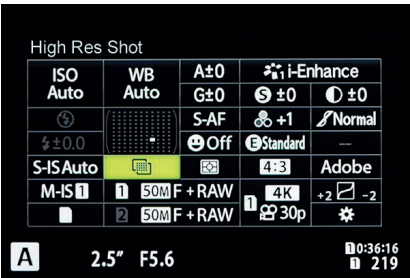 High Res Shot
ISO Auto
WB Auto
A±0
i-Enhance
G±0
S ±0
±0
S-AF
+1
Normal
±0.0
Off
E Standard
--
S-IS Auto
4:3
Adobe
M-IS 1
1 50M F+RAW
1 4K 30p
+2 -2
2 50M F+RAW
A 2.5" F5.6
1 0:36:16
1 219